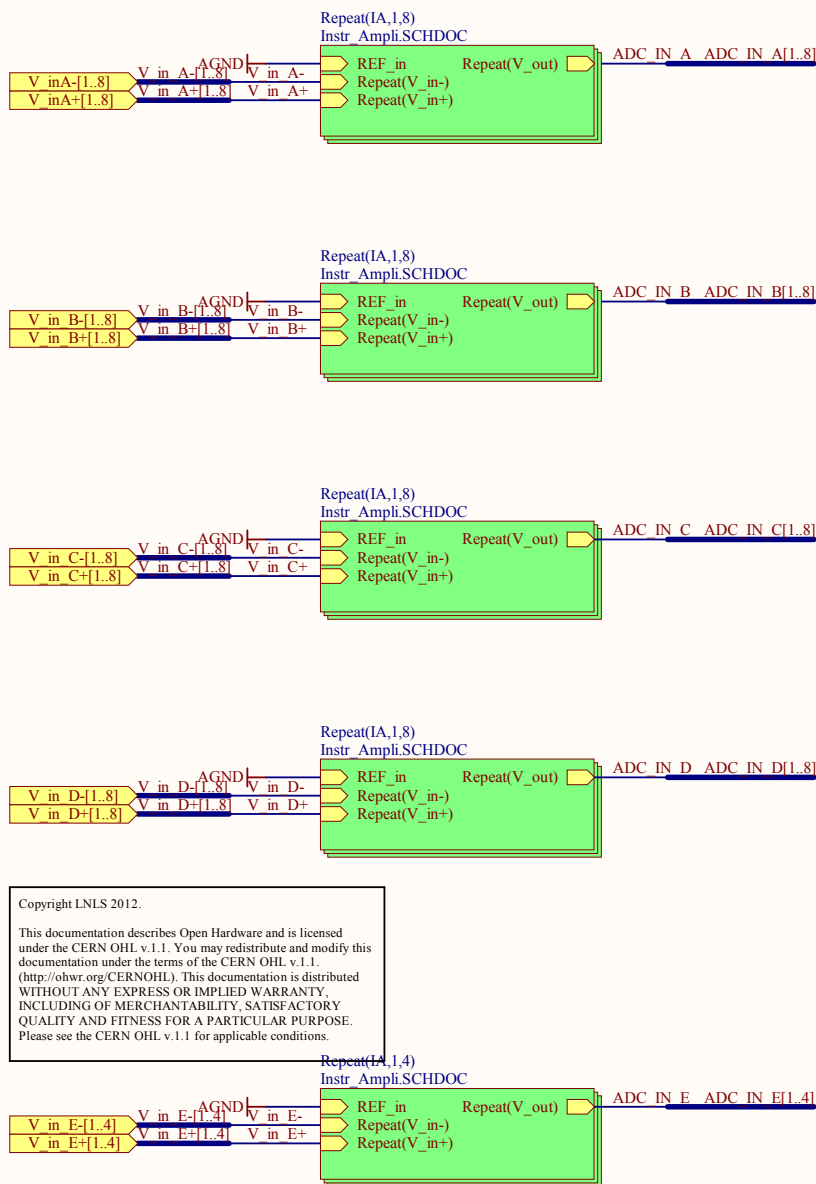 Repeat(IA,1,8)
Instr_Ampli.SCHDOC
AGND REF_in Repeat(V_out) ADC_IN_A ADC_IN_A[1..8]
V_inA-[1..8] V_in_A-[1..8] V_in_A- Repeat(V_in-)
V_inA+[1..8] V_in_A+[1..8] V_in_A+ Repeat(V_in+)
Repeat(IA,1,8)
Instr_Ampli.SCHDOC
AGND REF_in Repeat(V_out) ADC_IN_B ADC_IN_B[1..8]
V_in_B-[1..8] V_in_B-[1..8] V_in_B- Repeat(V_in-)
V_in_B+[1..8] V_in_B+[1..8] V_in_B+ Repeat(V_in+)
Repeat(IA,1,8)
Instr_Ampli.SCHDOC
AGND REF_in Repeat(V_out) ADC_IN_C ADC_IN_C[1..8]
V_in_C-[1..8] V_in_C-[1..8] V_in_C- Repeat(V_in-)
V_in_C+[1..8] V_in_C+[1..8] V_in_C+ Repeat(V_in+)
Repeat(IA,1,8)
Instr_Ampli.SCHDOC
AGND REF_in Repeat(V_out) ADC_IN_D ADC_IN_D[1..8]
V_in_D-[1..8] V_in_D-[1..8] V_in_D- Repeat(V_in-)
V_in_D+[1..8] V_in_D+[1..8] V_in_D+ Repeat(V_in+)
Copyright LNLS 2012.
This documentation describes Open Hardware and is licensed
under the CERN OHL v.1.1. You may redistribute and modify this
documentation under the terms of the CERN OHL v.1.1.
(http://ohwr.org/CERNOHL). This documentation is distributed
WITHOUT ANY EXPRESS OR IMPLIED WARRANTY,
INCLUDING OF MERCHANTABILITY, SATISFACTORY
QUALITY AND FITNESS FOR A PARTICULAR PURPOSE.
Please see the CERN OHL v.1.1 for applicable conditions.
Repeat(IA,1,4)
Instr_Ampli.SCHDOC
AGND REF_in Repeat(V_out) ADC_IN_E ADC_IN_E[1..4]
V_in_E-[1..4] V_in_E-[1..4] V_in_E- Repeat(V_in-)
V_in_E+[1..4] V_in_E+[1..4] V_in_E+ Repeat(V_in+)